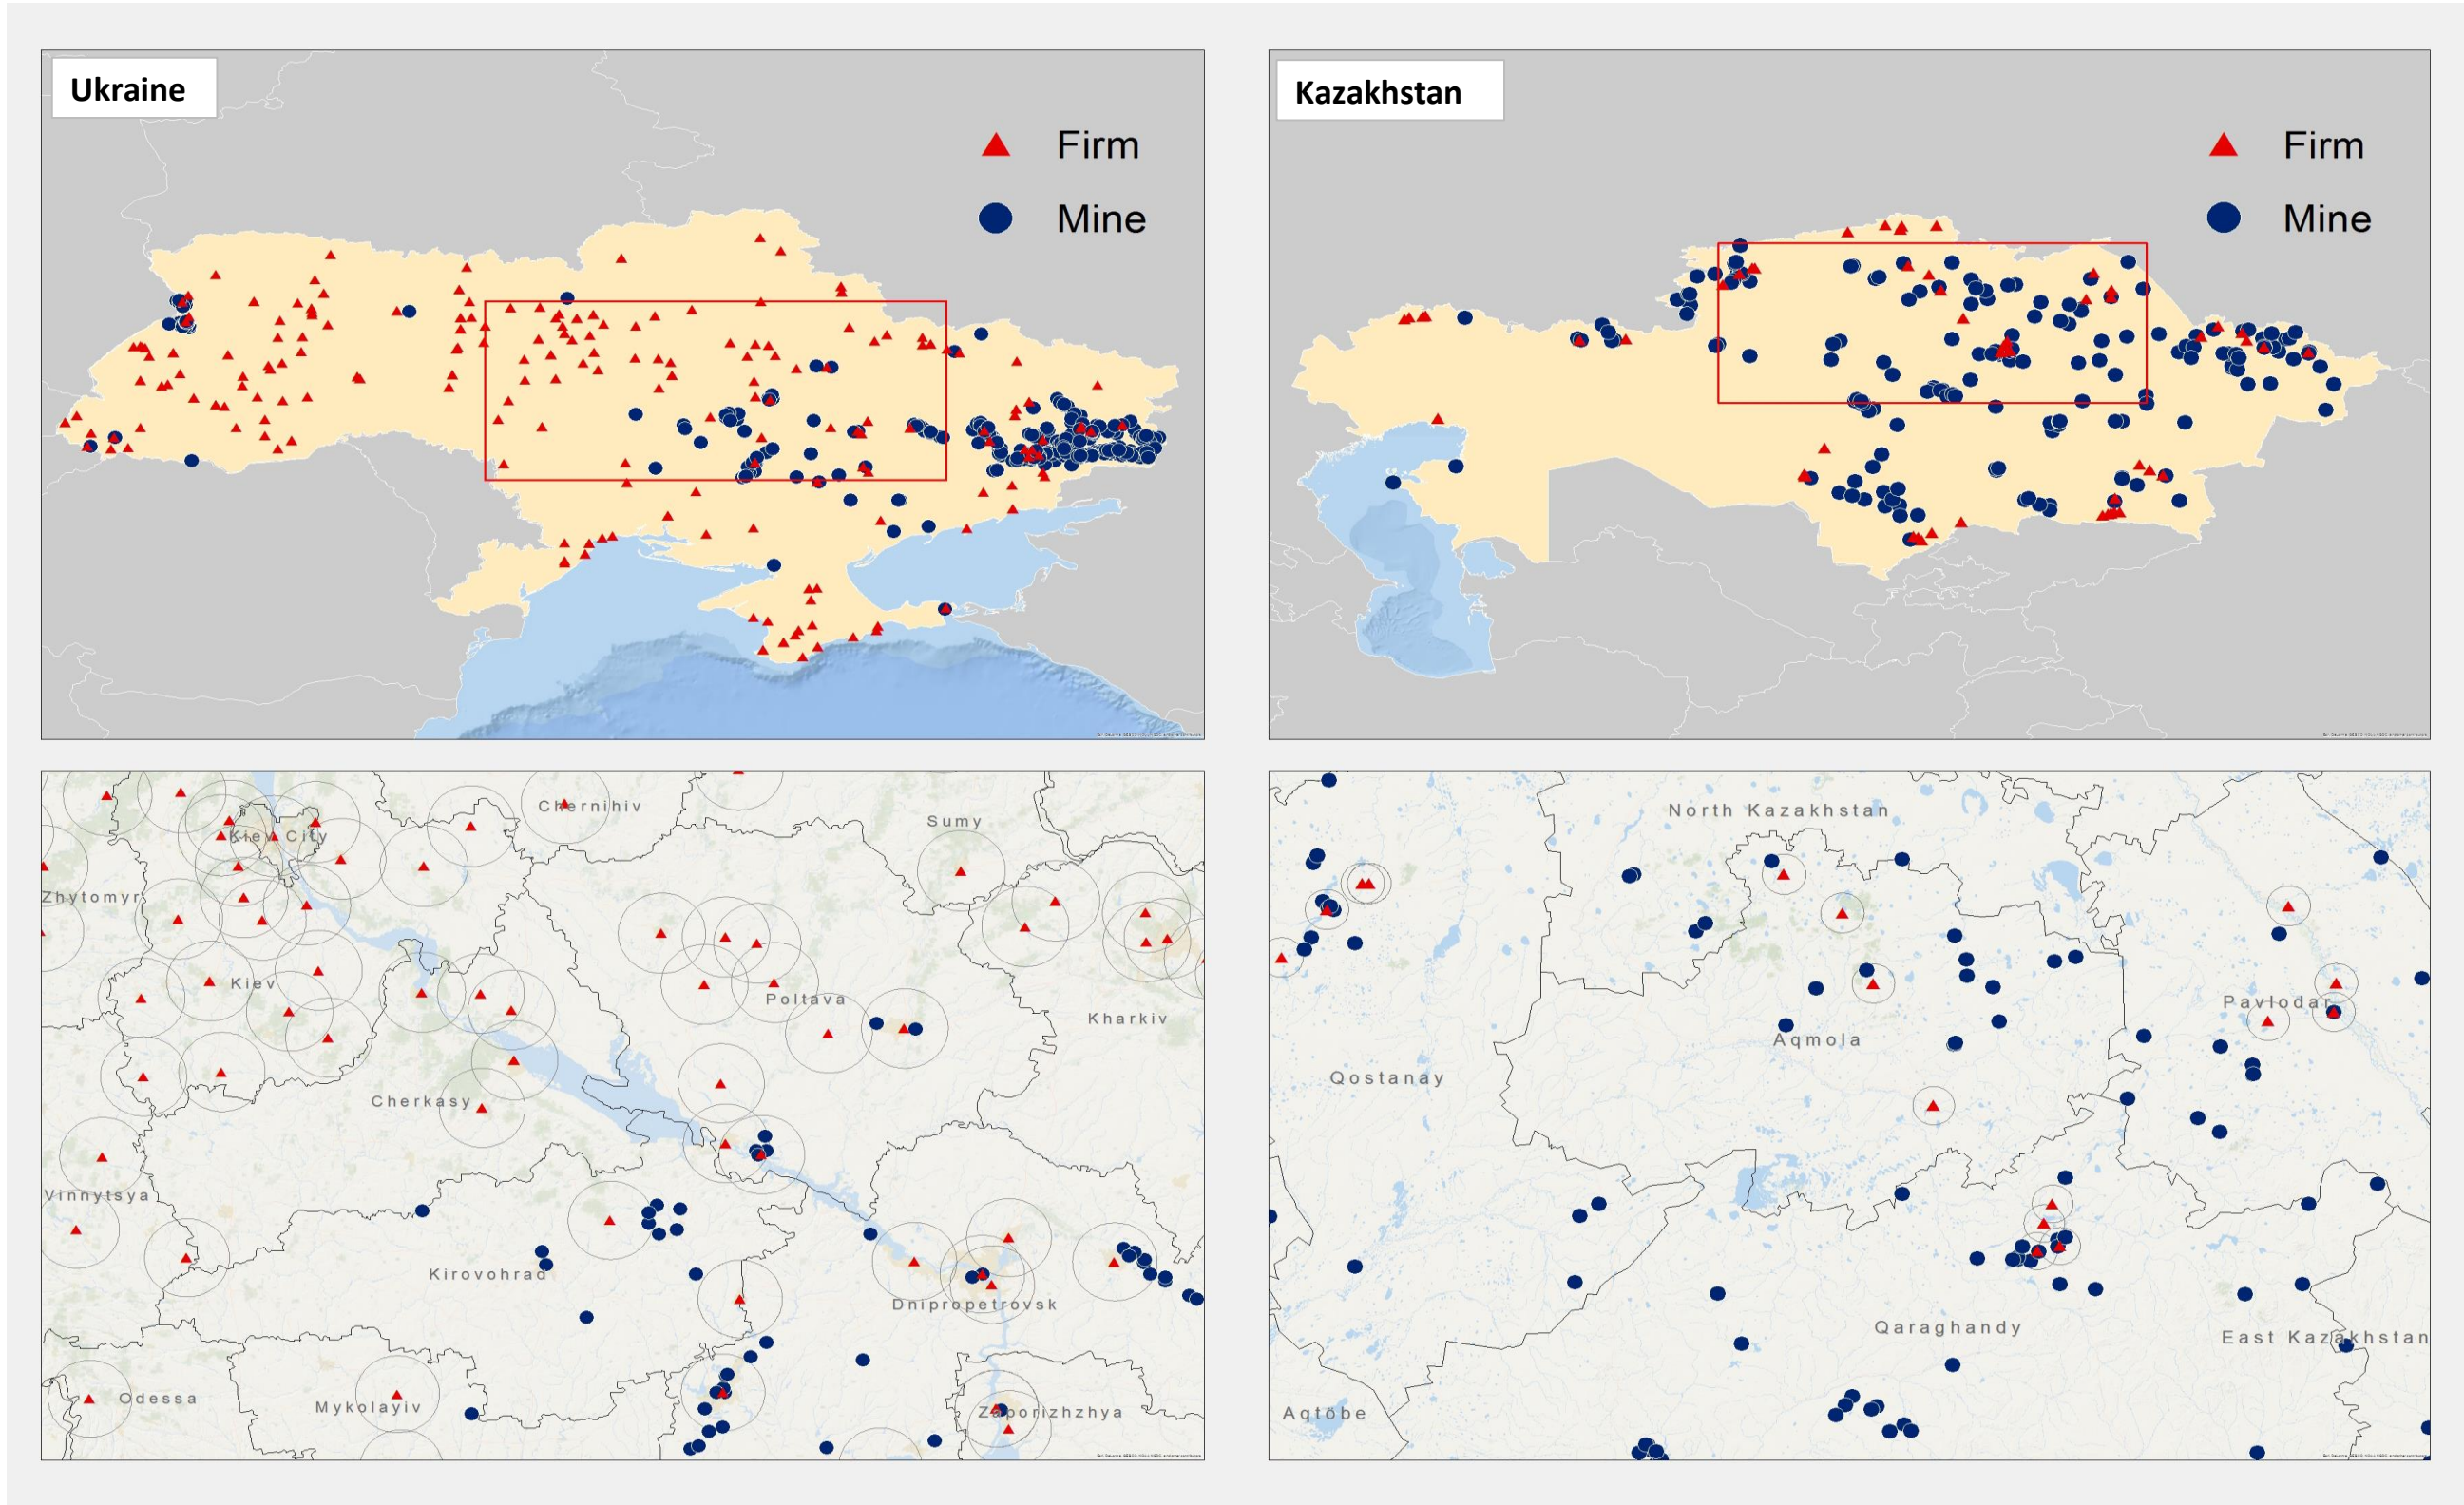 Ukraine
Firm
Mine
Kazakhstan
Firm
Mine
Chernihiv
Kiev City
Sumy
Zhytomyr
Kiev
Poltava
Kharkiv
Cherkasy
Vinnytsya
Kirovohrad
Dnipropetrovsk
Odessa
Mykolayiv
Zaporizhzhya
North Kazakhstan
Pavlodar
Aqmola
Qostanay
Qaraghandy
East Kazakhstan
Aqtöbe